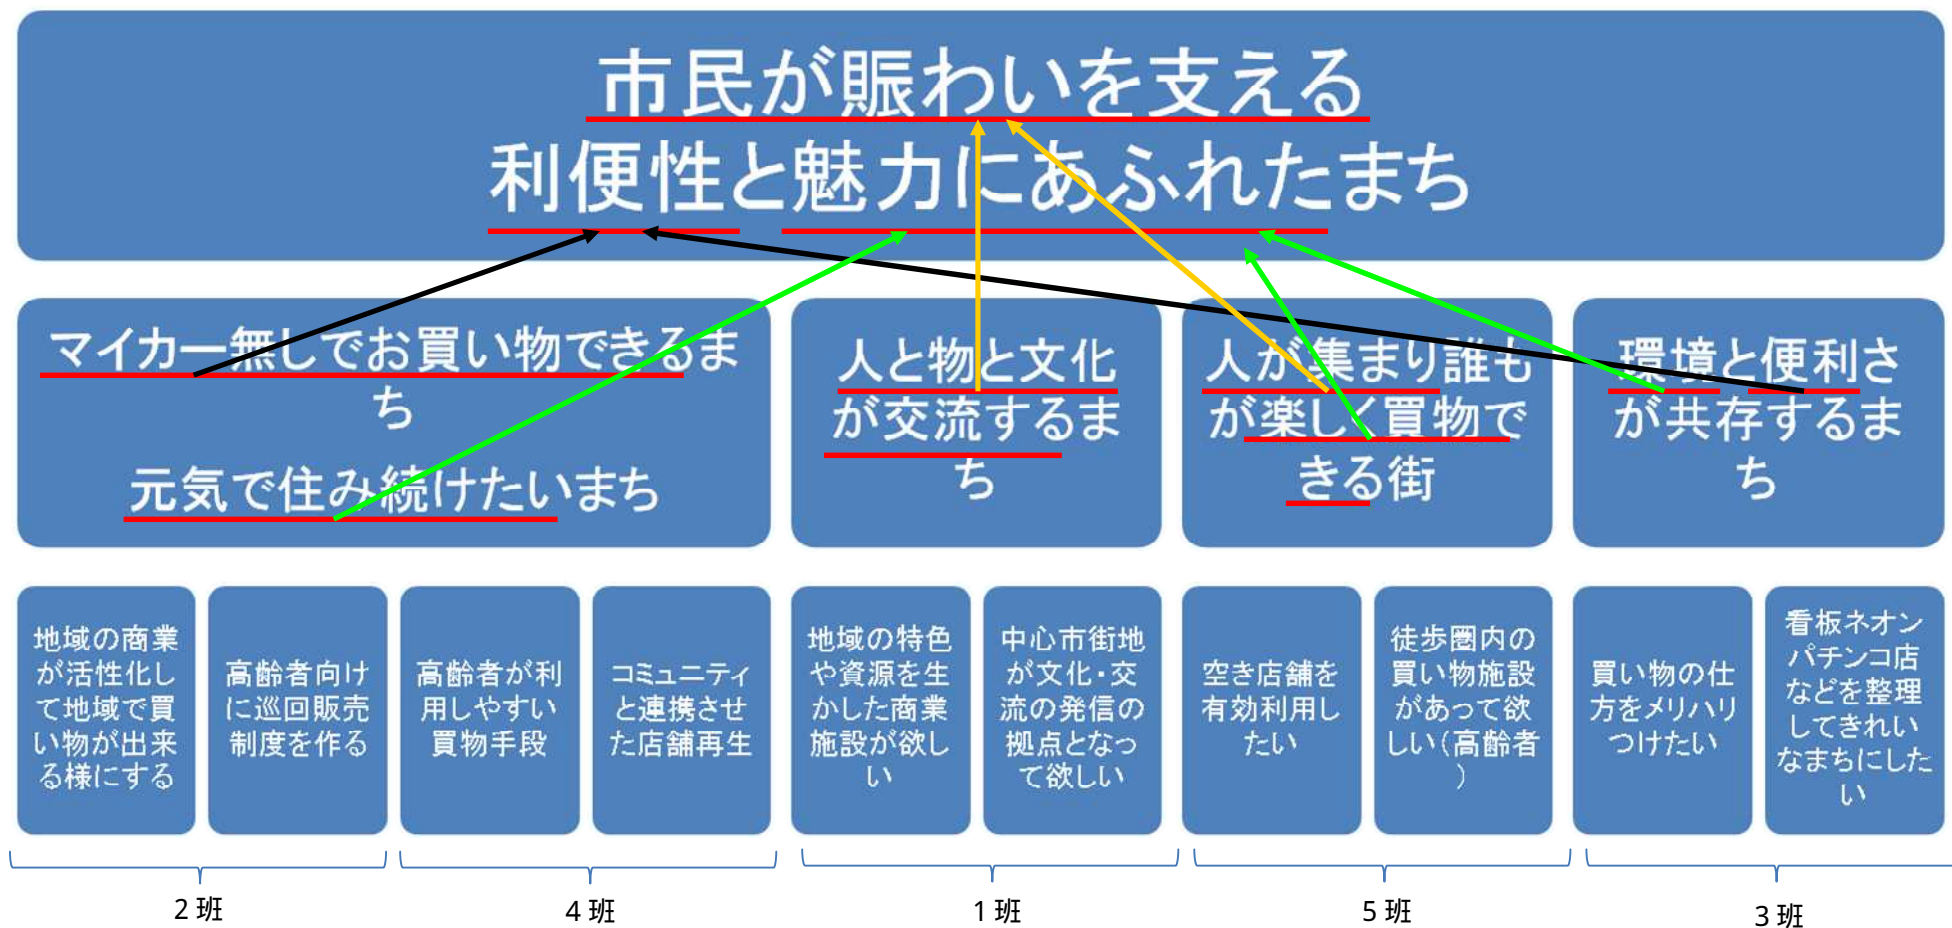 市民が賑わいを支える
利便性と魅力にあふれたまち
マイカー無しでお買い物できるま
ち
元気で住み続けたいまち
人と物と文化
が交流するま
ち
人が集まり誰も
が楽しく買物で
きる街
環境と便利さ
が共存するま
ち
地域の商業
が活性化し
て地域で買
い物が出来
る様にする
高齢者向け
に巡回販売
制度を作る
高齢者が利
用しやすい
買物手段
コミュニティ
と連携させ
た店舗再生
地域の特色
や資源を生
かした商業
施設が欲し
い
中心市街地
が文化・交
流の発信の
拠点となっ
て欲しい
空き店舗を
有効利用し
たい
徒歩圏内の
買い物施設
があって欲
しい（高齢者
）
買い物の仕
方をメリハリ
つけたい
看板ネオン
パチンコ店
などを整理
してきれい
なまちにした
い
2 班
4 班
1 班
5 班
3 班